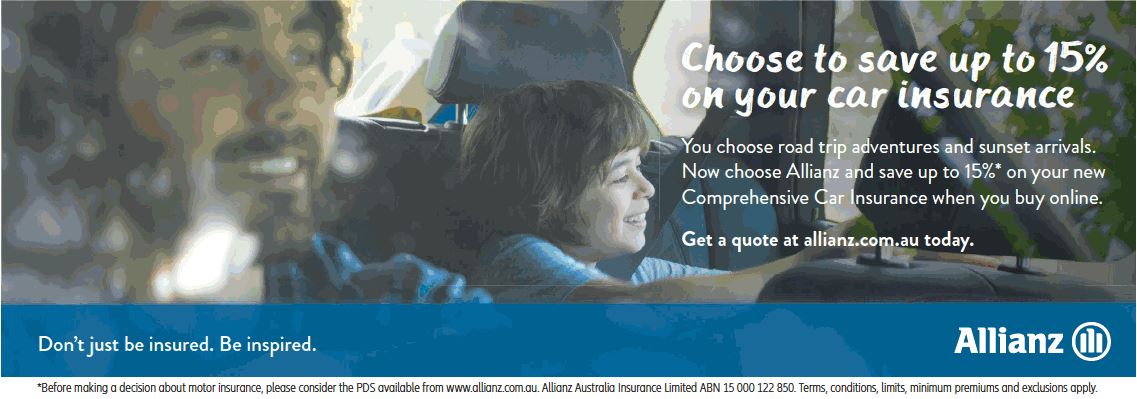 Choose to save up to 15%
on your car insurance
You choose road trip adventures and sunset arrivals.
Now choose Allianz and save up to 15%* on your new
Comprehensive Car Insurance when you buy online.
Get a quote at allianz.com.au today.
Don't just be insured. Be inspired.
Allianz
*Before making a decision about motor insurance, please consider the PDS available from www.allianz.com.au. Allianz Australia Insurance Limited ABN 15 000 122 850. Terms, conditions, limits, minimum premiums and exclusions apply.